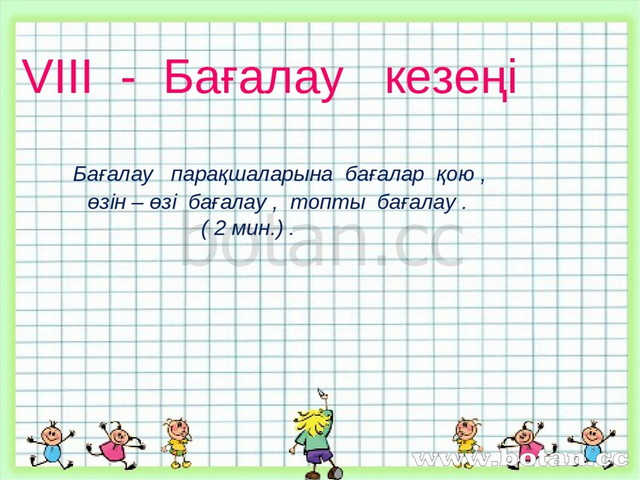 VIII - Бағалау кезеңі
Бағалау парақшаларына бағалар қою ,
өзін – өзі бағалау , топты бағалау .
( 2 мин.) .
botan.cc
www.botan.cc